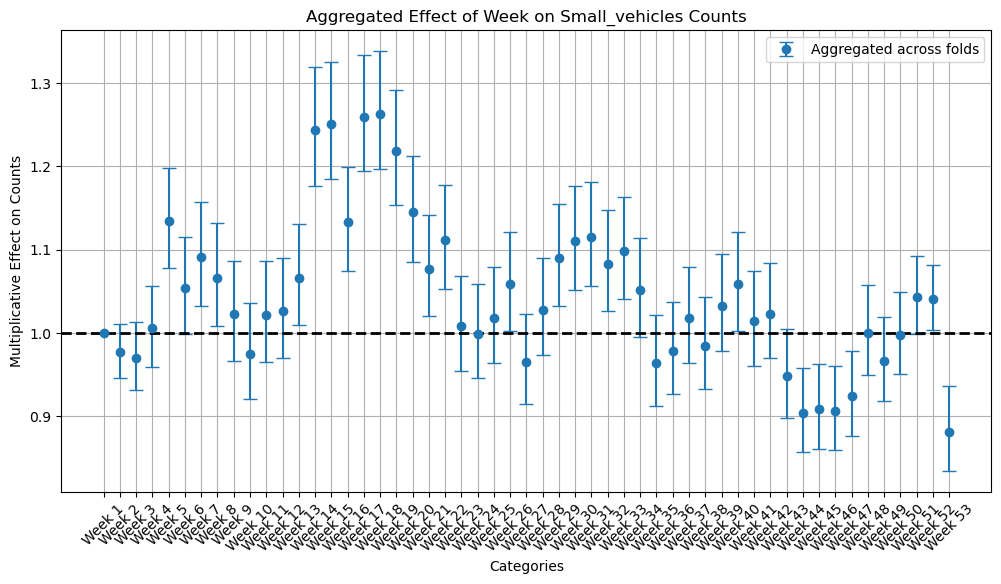 Aggregated Effect of Week on Small_vehicles Counts
Aggregated across folds
Multiplicative Effect on Counts
1.3
1.2
1.1
1.0
0.9
Week 1
Week 2
Week 3
Week 4
Week 5
Week 6
Week 7
Week 8
Week 9
Week 10
Week 11
Week 12
Week 13
Week 14
Week 15
Week 16
Week 17
Week 18
Week 19
Week 20
Week 21
Week 22
Week 23
Week 24
Week 25
Week 26
Week 27
Week 28
Week 29
Week 30
Week 31
Week 32
Week 33
Week 34
Week 35
Week 36
Week 37
Week 38
Week 39
Week 40
Week 41
Week 42
Week 43
Week 44
Week 45
Week 46
Week 47
Week 48
Week 49
Week 50
Week 51
Week 52
Week 53
Categories